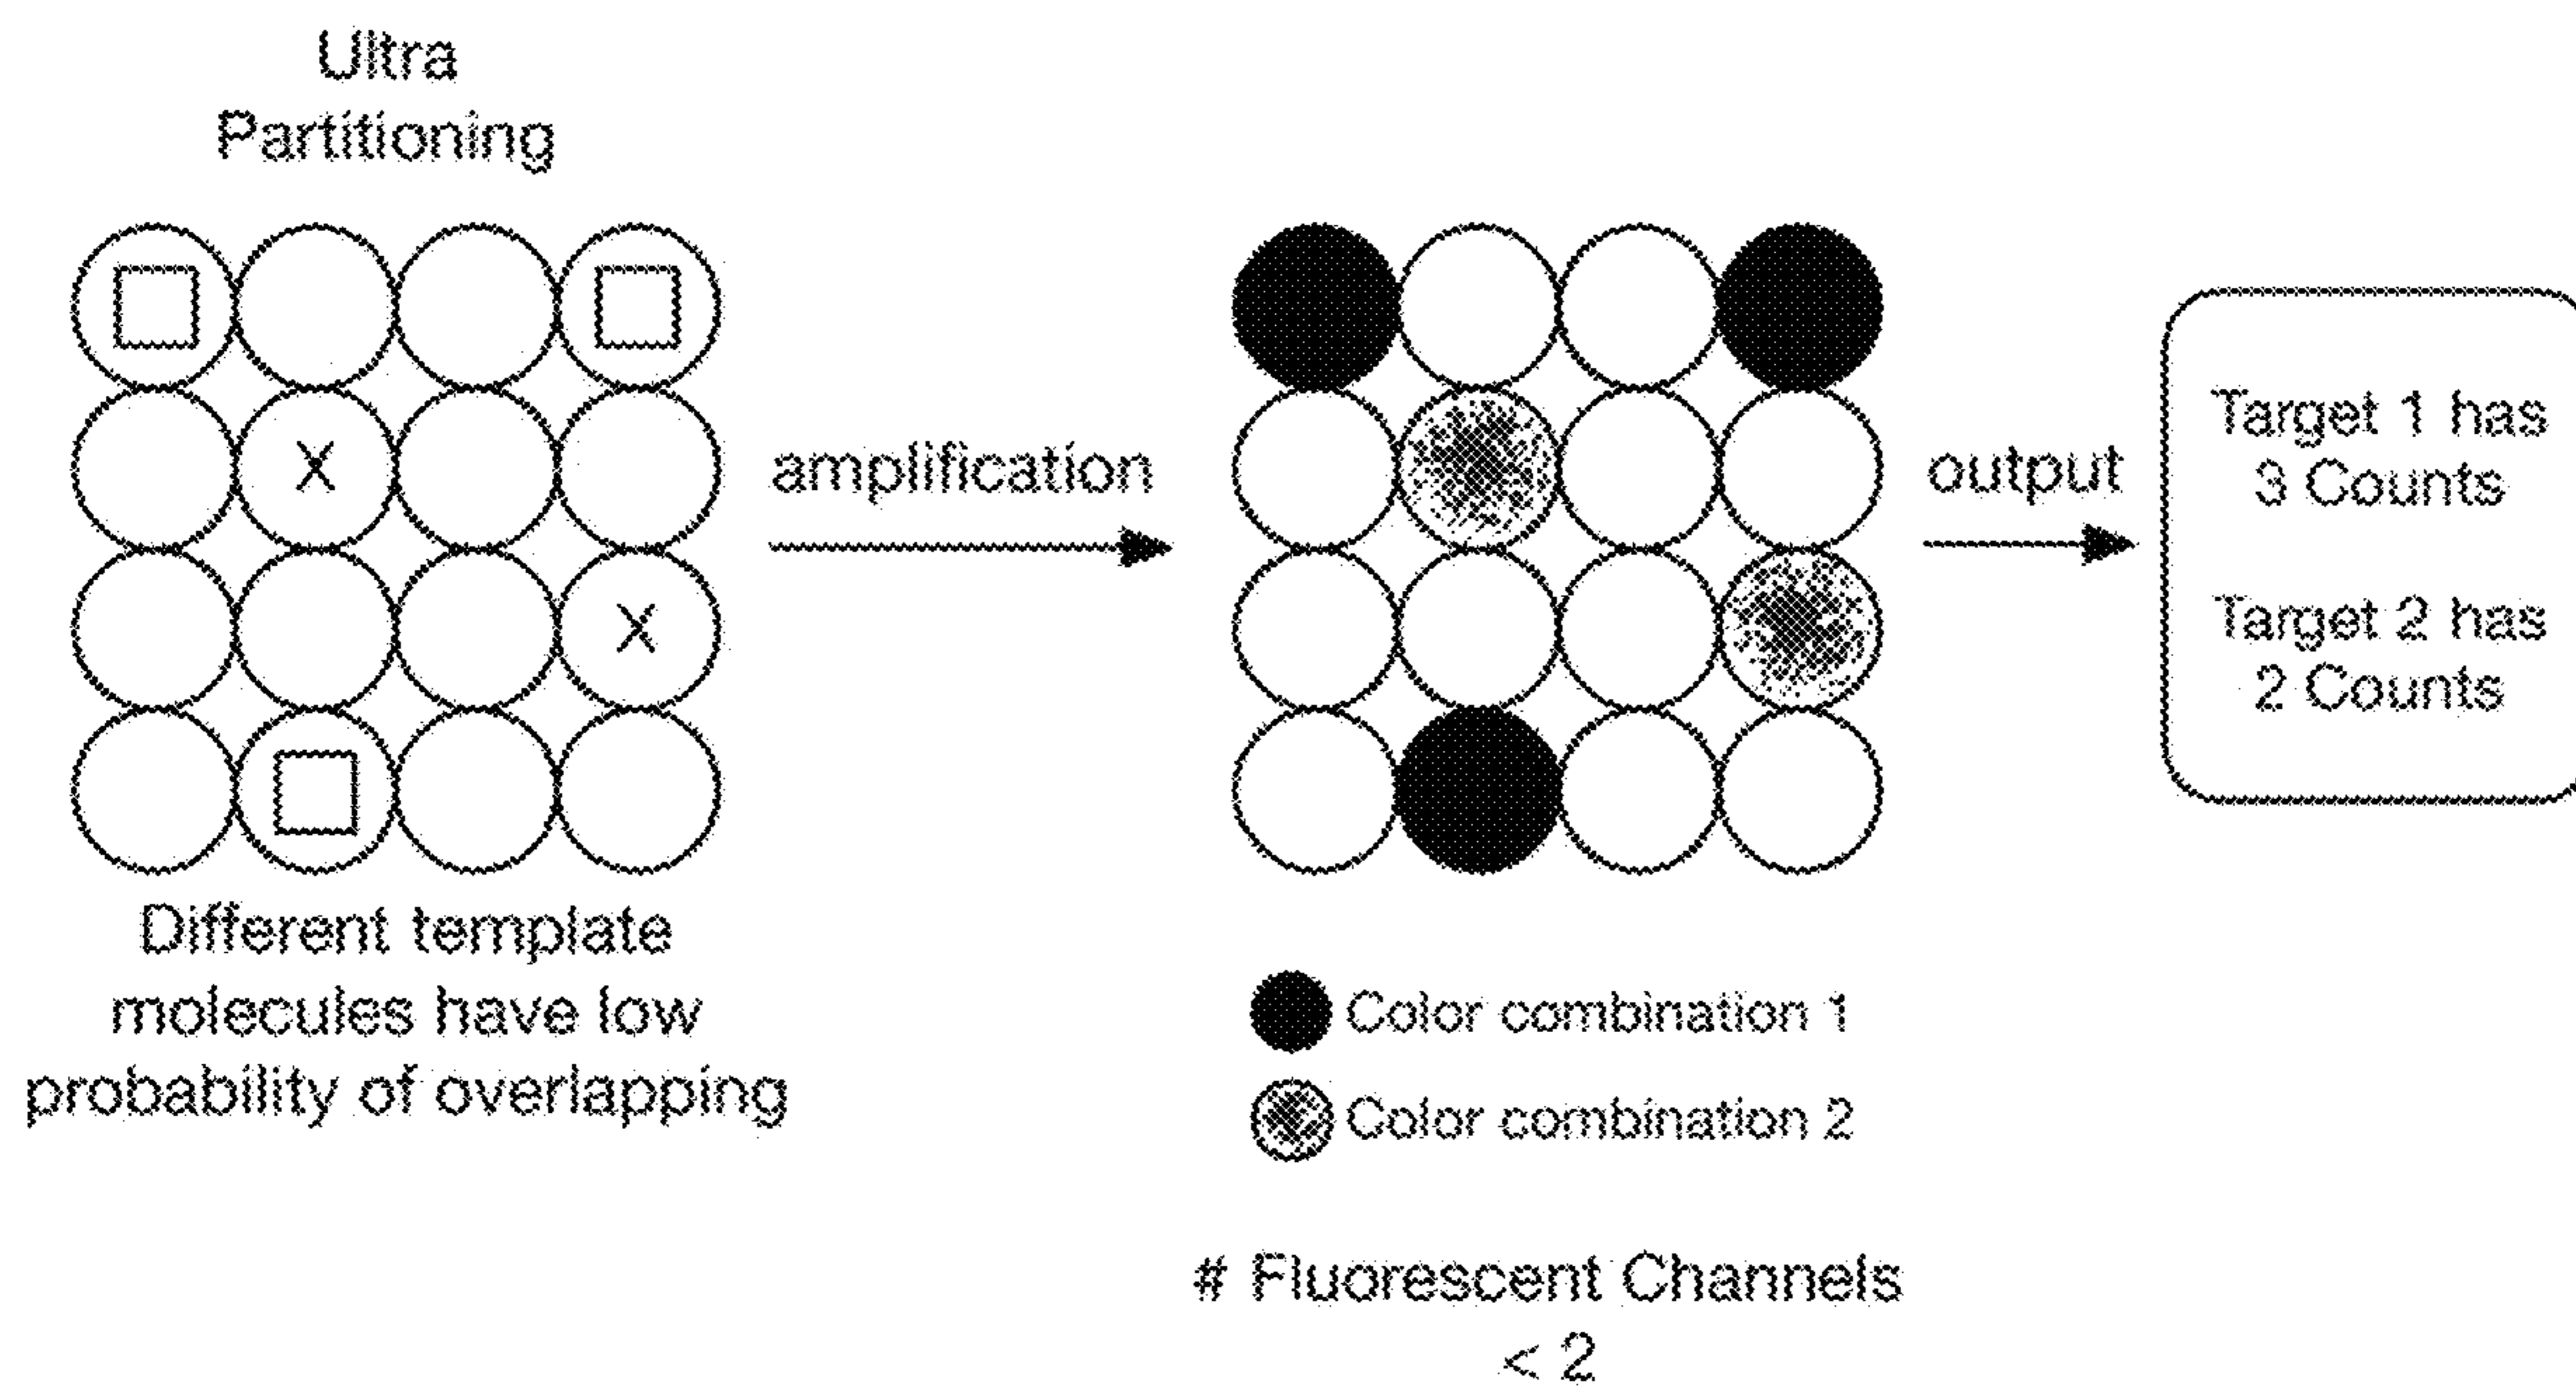 Ultra
Partitioning
X
X
Different template
molecules have low
probability of overlapping
amplification
Color combination 1
Color combination 2
# Fluorescent Channels
< 2
output
Target 1 has
3 Counts
Target 2 has
2 Counts